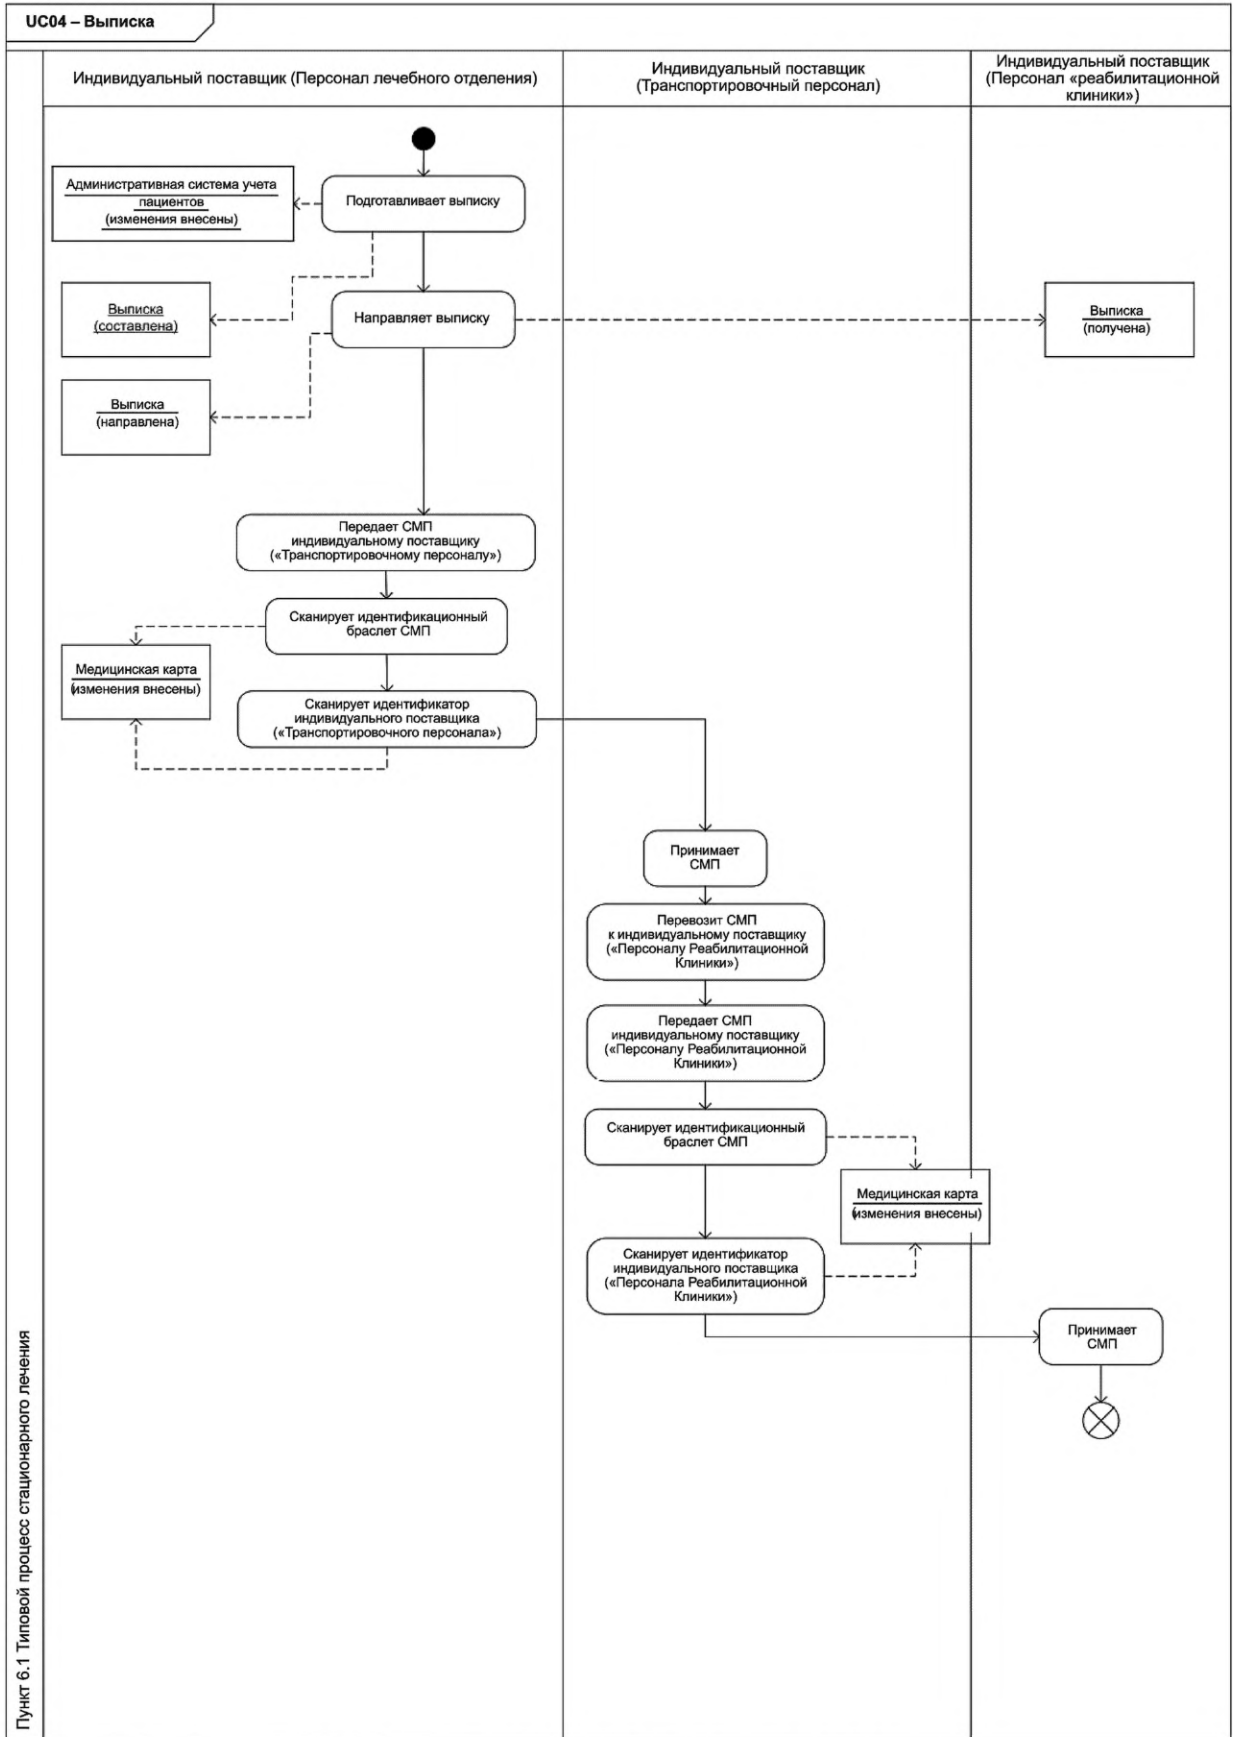 UC04 – Выписка
Индивидуальный поставщик (Персонал лечебного отделения)
Индивидуальный поставщик
(Транспортировочный персонал)
Индивидуальный поставщик
(Персонал «реабилитационной
клиники»)
Административная система учета
пациентов
(изменения внесены)
Подготавливает выписку
Выписка
(составлена)
Направляет выписку
Выписка
(получена)
Выписка
(направлена)
Передает СМП
индивидуальному поставщику
(«Транспортировочному персоналу»)
Сканирует идентификационный
браслет СМП
Медицинская карта
(изменения внесены)
Сканирует идентификатор
индивидуального поставщика
(«Транспортировочного персонала»)
Принимает
СМП
Перевозит СМП
к индивидуальному поставщику
(«Персоналу Реабилитационной
Клиники»)
Передает СМП
индивидуальному поставщику
(«Персоналу Реабилитационной
Клиники»)
Сканирует идентификационный
браслет СМП
Медицинская карта
(изменения внесены)
Сканирует идентификатор
индивидуального поставщика
(«Персонала Реабилитационной
Клиники»)
Принимает
СМП
Пункт 6.1 Типовой процесс стационарного лечения